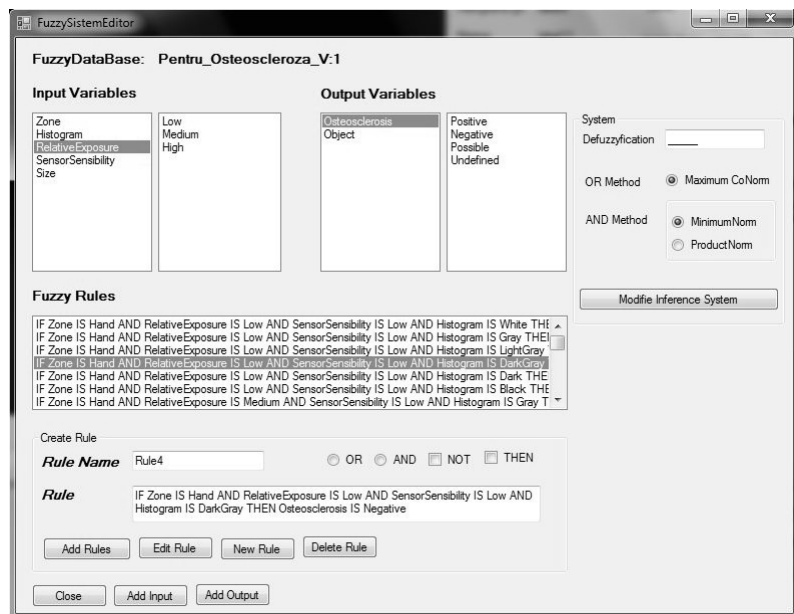 FuzzySistemEditor
FuzzyDataBase: Pentru_Osteoscleroza_V:1
Input Variables
Output Variables
Zone
Histogram
RelativeExposure
SensorSensibility
Size
Low
Medium
High
Osteosclerosis
Object
Positive
Negative
Possible
Undefined
System
Defuzzyfication
OR Method
Maximum CoNorm
AND Method
MinimumNorm
ProductNorm
Modifie Inference System
Fuzzy Rules
IF Zone IS Hand AND RelativeExposure IS Low AND SensorSensibility IS Low AND Histogram IS White THE
IF Zone IS Hand AND RelativeExposure IS Low AND SensorSensibility IS Low AND Histogram IS Gray THEI
IF Zone IS Hand AND RelativeExposure IS Low AND SensorSensibility IS Low AND Histogram IS LightGray
IF Zone IS Hand AND RelativeExposure IS Low AND SensorSensibility IS Low AND Histogram IS DarkGray
IF Zone IS Hand AND RelativeExposure IS Low AND SensorSensibility IS Low AND Histogram IS Dark THE
IF Zone IS Hand AND RelativeExposure IS Low AND SensorSensibility IS Low AND Histogram IS Black THE
IF Zone IS Hand AND RelativeExposure IS Medium AND SensorSensibility IS Low AND Histogram IS Gray T
Create Rule
Rule Name
Rule4
OR
AND
NOT
THEN
Rule
IF Zone IS Hand AND RelativeExposure IS Low AND SensorSensibility IS Low AND
Histogram IS DarkGray THEN Osteosclerosis IS Negative
Add Rules
Edit Rule
New Rule
Delete Rule
Close
Add Input
Add Output